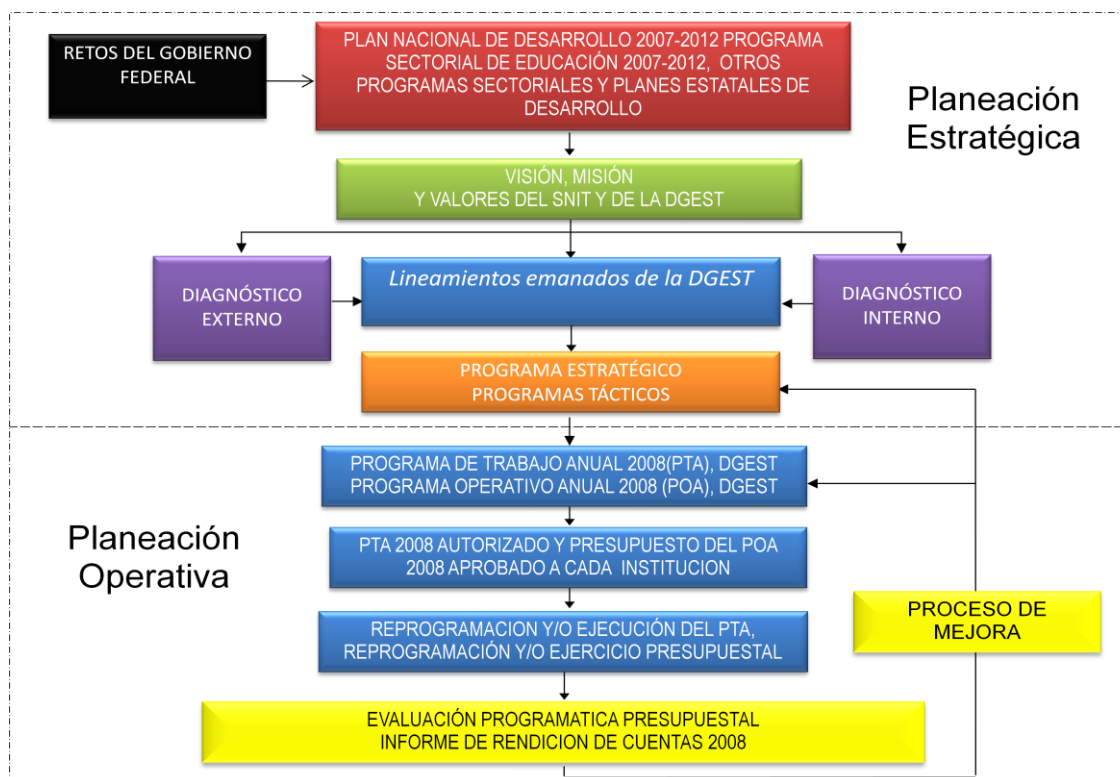 RETOS DEL GOBIERNO
FEDERAL
PLAN NACIONAL DE DESARROLLO 2007-2012 PROGRAMA
SECTORIAL DE EDUCACIÓN 2007-2012, OTROS
PROGRAMAS SECTORIALES Y PLANES ESTATALES DE
DESARROLLO
Planeación
Estratégica
VISIÓN, MISIÓN
Y VALORES DEL SNIT Y DE LA DGEST
DIAGNÓSTICO
EXTERNO
Lineamientos emanados de la DGEST
DIAGNÓSTICO
INTERNO
PROGRAMA ESTRATÉGICO
PROGRAMAS TÁCTICOS
Planeación
Operativa
PROGRAMA DE TRABAJO ANUAL 2008(PTA), DGEST
PROGRAMA OPERATIVO ANUAL 2008 (POA), DGEST
PTA 2008 AUTORIZADO Y PRESUPUESTO DEL POA
2008 APROBADO A CADA INSTITUCION
REPROGRAMACION Y/O EJECUCIÓN DEL PTA,
REPROGRAMACIÓN Y/O EJERCICIO PRESUPUESTAL
PROCESO DE
MEJORA
EVALUACIÓN PROGRAMATICA PRESUPUESTAL
INFORME DE RENDICION DE CUENTAS 2008